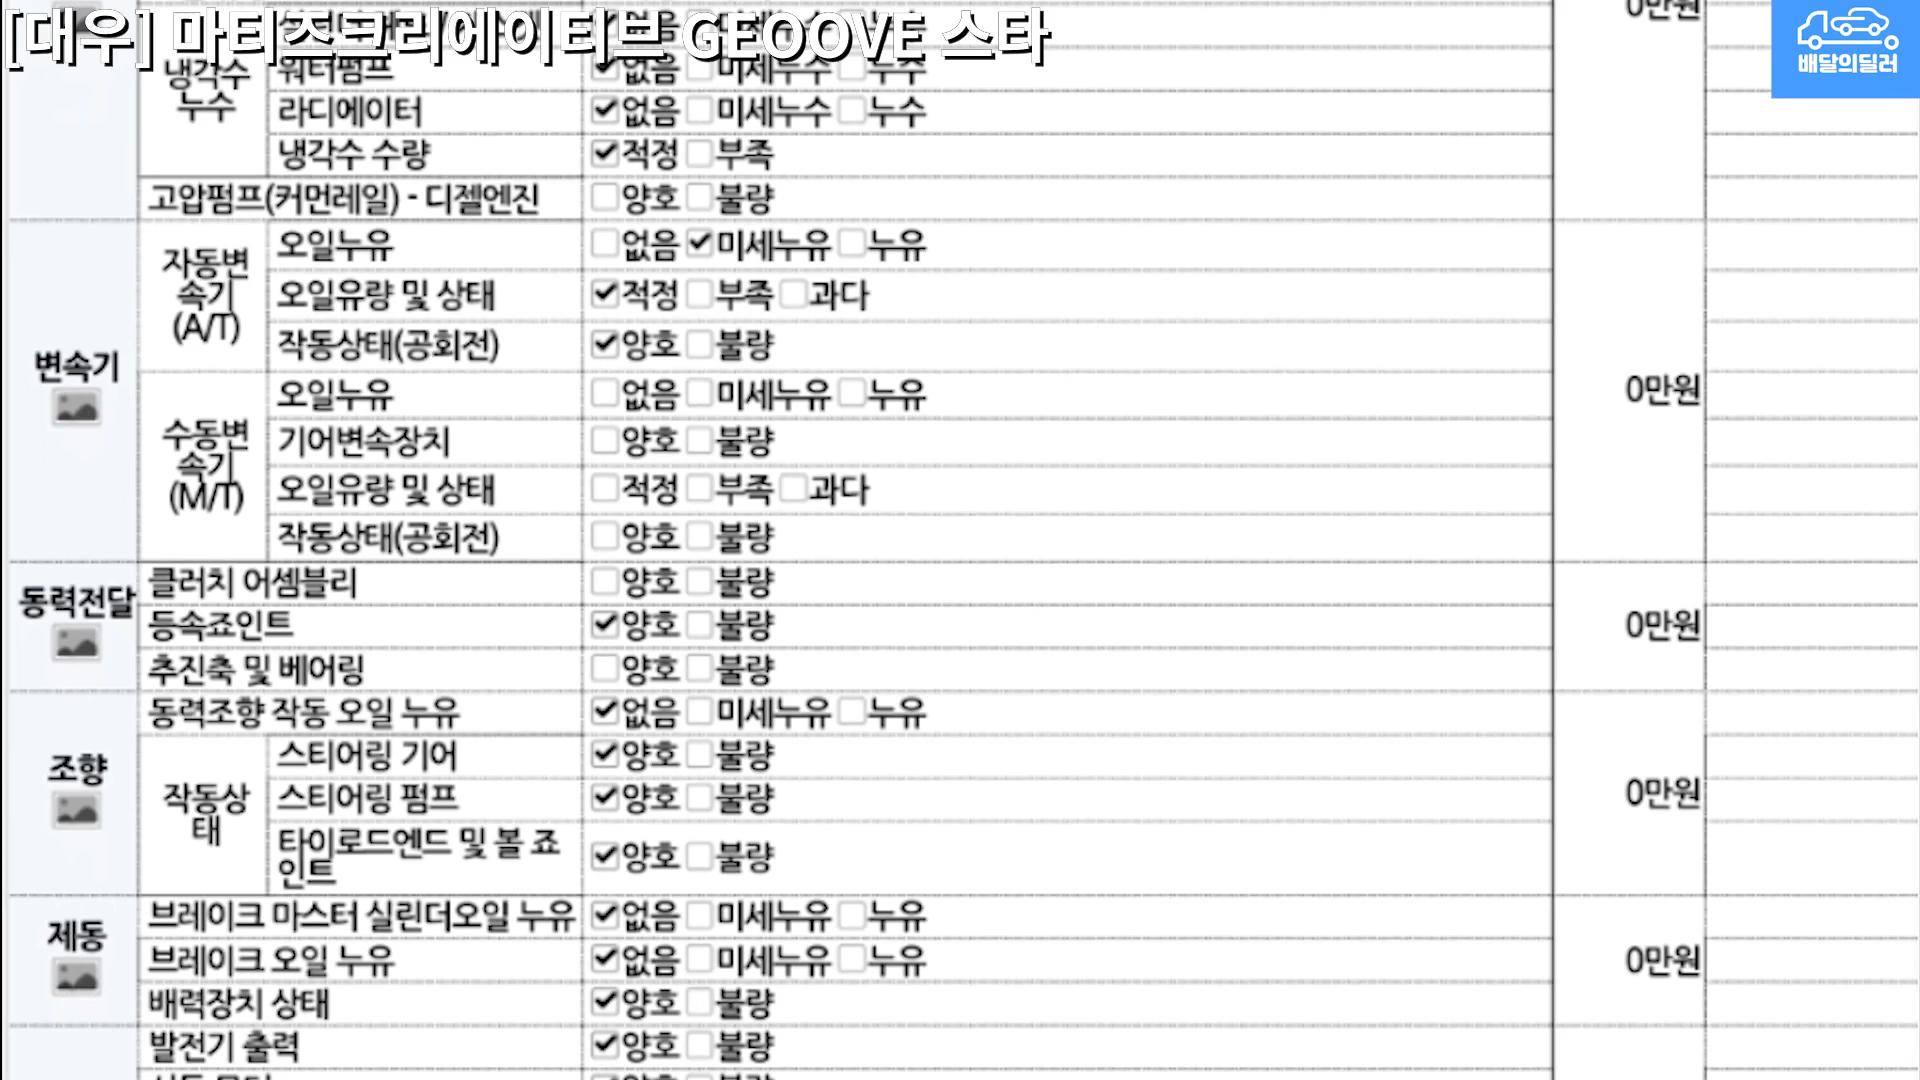 [대우] 마티즈크리에이티브 GEOOVE 스타
배달의딜러
0만원
냉각수 누수
워터펌프 없음 미세누수 누수
라디에이터 없음 미세누수 누수
냉각수 수량 적정 부족
고압펌프(커먼레일) - 디젤엔진 양호 불량
변속기
자동변속기 (A/T)
오일누유 없음 미세누유 누유
오일유량 및 상태 적정 부족 과다
작동상태(공회전) 양호 불량
0만원
수동변속기 (M/T)
오일누유 없음 미세누유 누유
기어변속장치 양호 불량
오일유량 및 상태 적정 부족 과다
작동상태(공회전) 양호 불량
동력전달
클러치 어셈블리 양호 불량
등속죠인트 양호 불량
0만원
추진축 및 베어링 양호 불량
조향
동력조향 작동 오일 누유 없음 미세누유 누유
작동상태
스티어링 기어 양호 불량
스티어링 펌프 양호 불량
0만원
타이로드엔드 및 볼 죠인트 양호 불량
제동
브레이크 마스터 실린더오일 누유 없음 미세누유 누유
브레이크 오일 누유 없음 미세누유 누유
0만원
배력장치 상태 양호 불량
발전기 출력 양호 불량